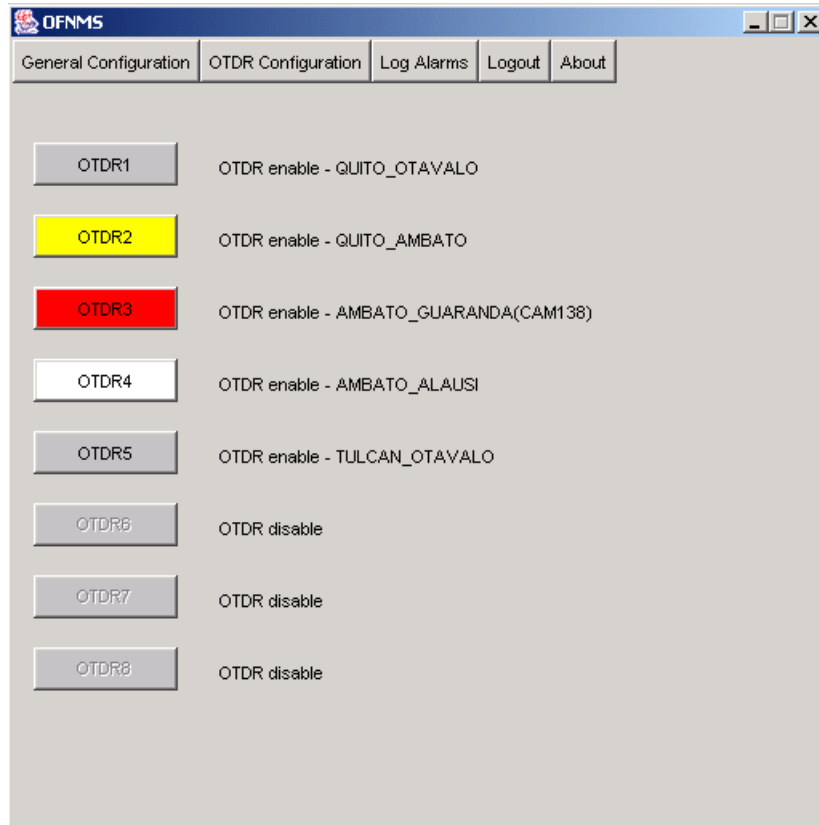 OFNMS
General Configuration OTDR Configuration Log Alarms Logout About
OTDR1 OTDR enable - QUITO_OTAVALO
OTDR2 OTDR enable - QUITO_AMBATO
OTDR3 OTDR enable - AMBATO_GUARANDA(CAM138)
OTDR4 OTDR enable - AMBATO_ALAUSI
OTDR5 OTDR enable - TULCAN_OTAVALO
OTDR6 OTDR disable
OTDR7 OTDR disable
OTDR8 OTDR disable